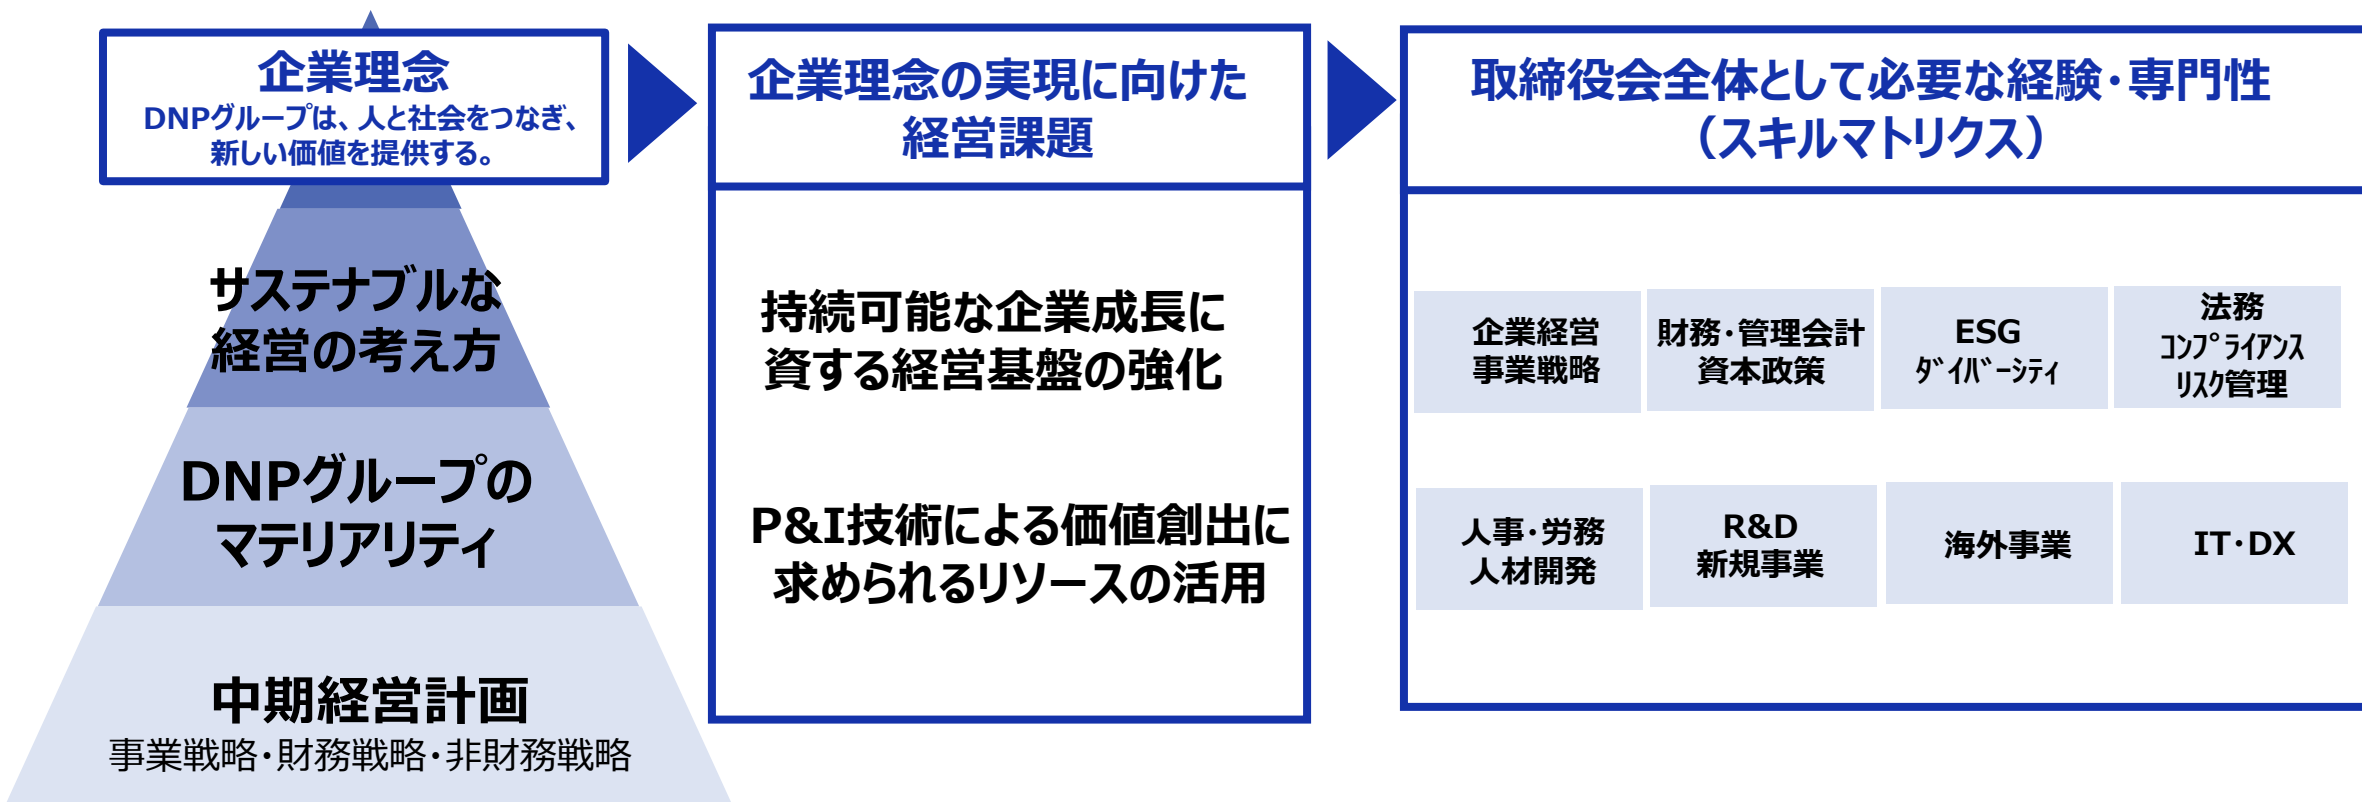 企業理念
DNPグループは、人と社会をつなぎ、
新しい価値を提供する。
サステナブルな
経営の考え方
DNPグループの
マテリアリティ
中期経営計画
事業戦略・財務戦略・非財務戦略
企業理念の実現に向けた
経営課題
持続可能な企業成長に
資する経営基盤の強化
P&I技術による価値創出に
求められるリソースの活用
取締役会全体として必要な経験・専門性
（スキルマトリクス）
企業経営
事業戦略
財務・管理会計
資本政策
ESG
ﾀﾞｲﾊﾞｰｼﾃｨ
法務
ｺﾝﾌﾟﾗｲｱﾝｽ
ﾘｽｸ管理
人事・労務
人材開発
R&D
新規事業
海外事業
IT・DX